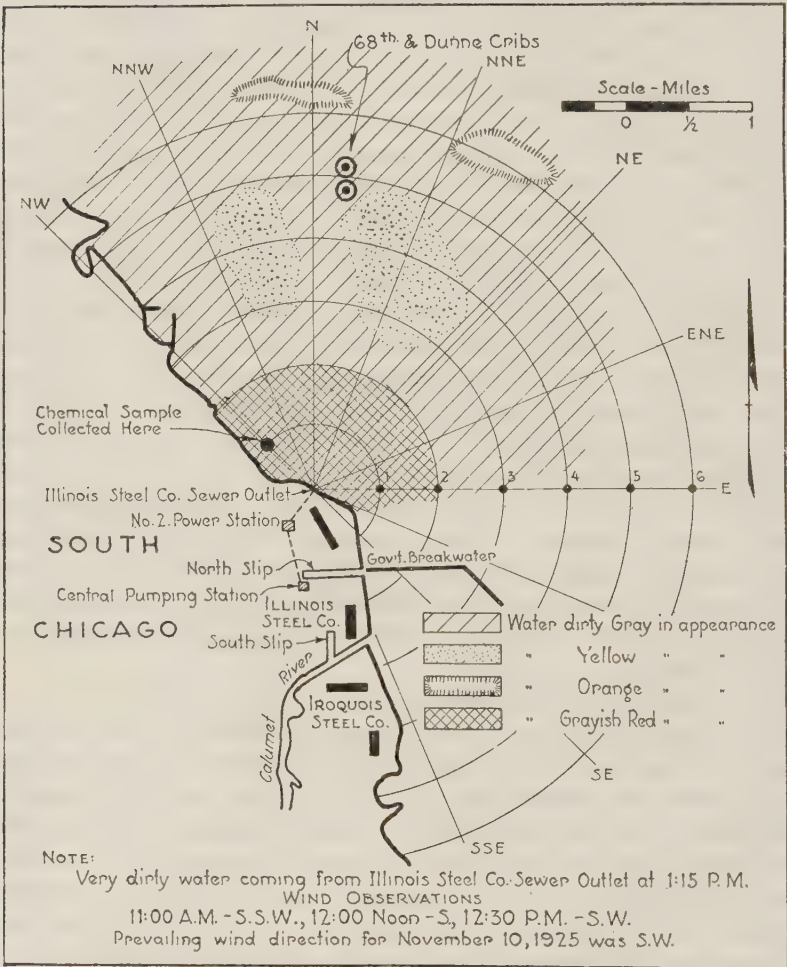 N
68th. & Dunne Cribs
NNW
NNE
Scale - Miles
0 ½ 1
NE
NW
ENE
Chemical Sample
Collected Here
1 2 3 4 5 6 E
Illinois Steel Co. Sewer Outlet
No. 2. Power Station
SOUTH
North Slip
Gov't. Breakwater
Central Pumping Station
ILLINOIS
STEEL CO.
CHICAGO
South Slip
River
Calumet
IROQUOIS
STEEL CO.
Water dirty Gray in appearance
" Yellow " "
" Orange " "
" Grayish Red " "
SE
SSE
NOTE:
Very dirty water coming from Illinois Steel Co. Sewer Outlet at 1:15 P.M.
WIND OBSERVATIONS
11:00 A.M. - S.S.W., 12:00 Noon - S, 12:30 P.M. - S.W.
Prevailing wind direction for November 10, 1925 was S.W.